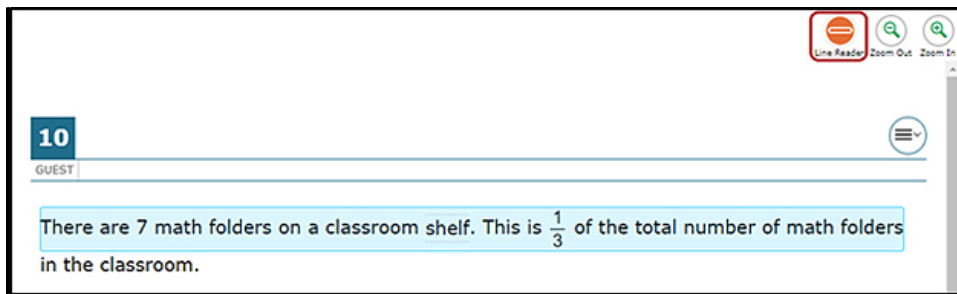 Line Reader Zoom Out Zoom In
10
GUEST
There are 7 math folders on a classroom shelf. This is 1/3 of the total number of math folders
in the classroom.